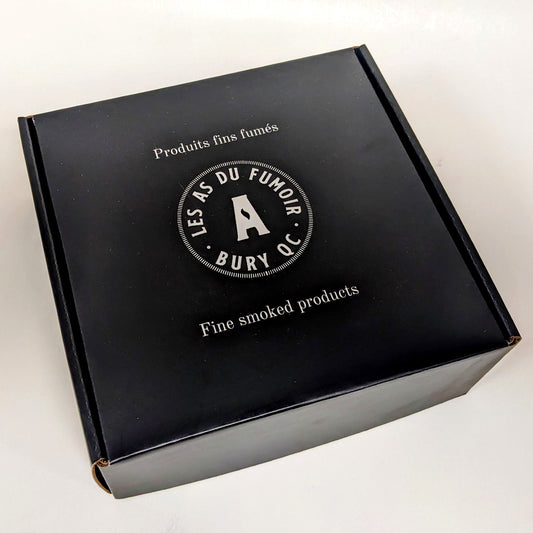 Produits fins fumés
LES AS DU FUMOIR
A
· BURY QC ·
Fine smoked products